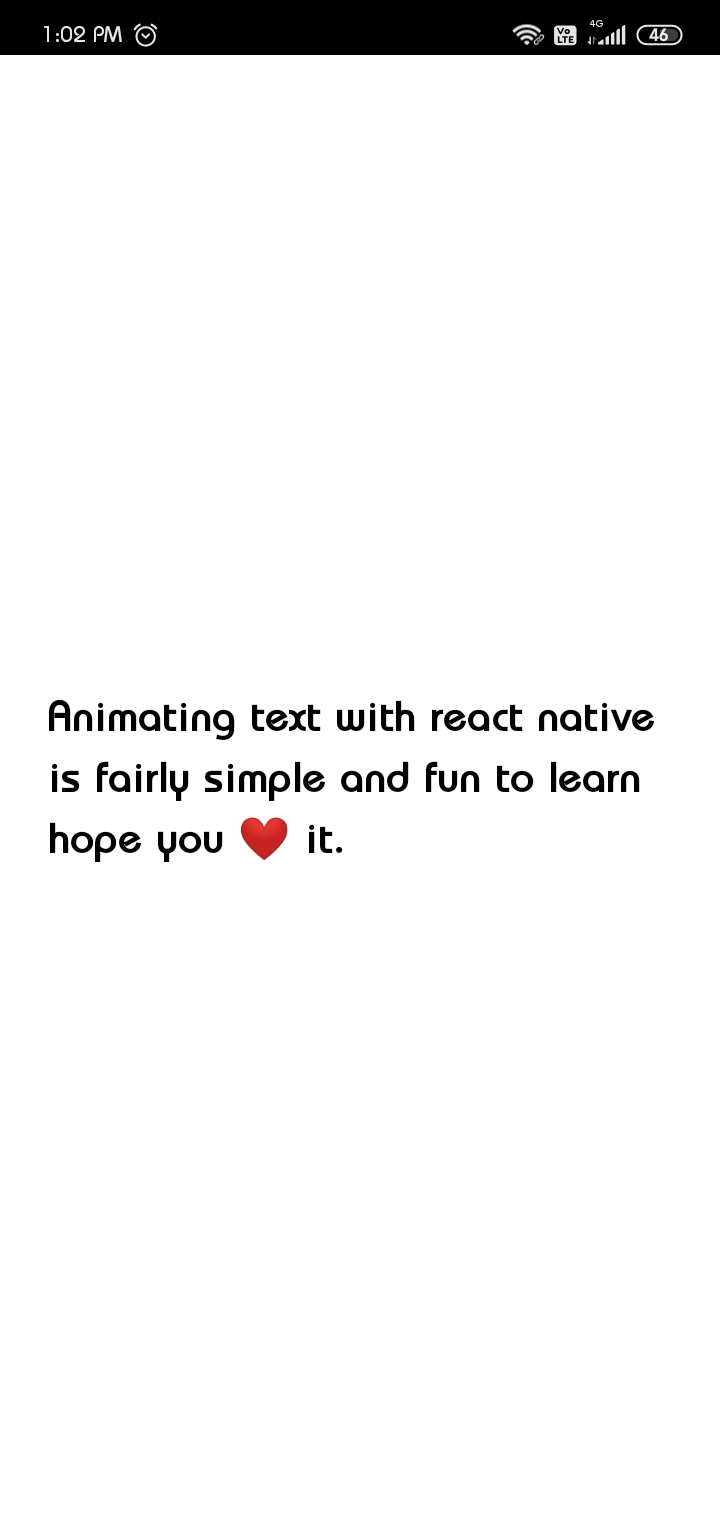 1:02 PM
Vo LTE
4G
46
Animating text with react native
is fairly simple and fun to learn
hope you ❤️ it.